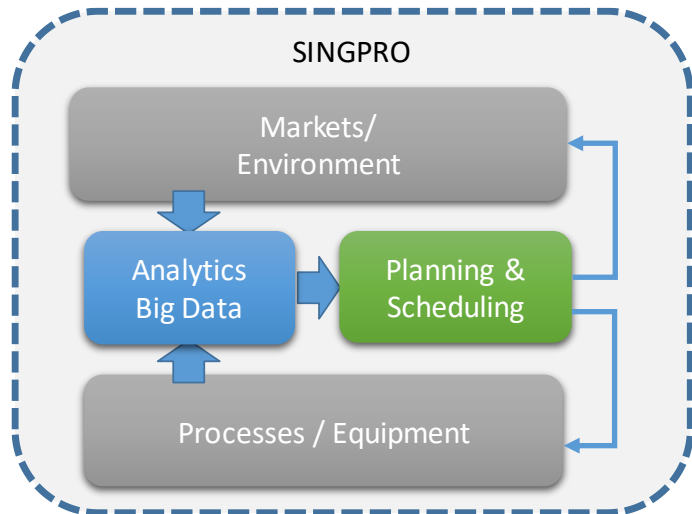 SINGPRO
Markets/
Environment
Analytics
Big Data
Planning &
Scheduling
Processes / Equipment